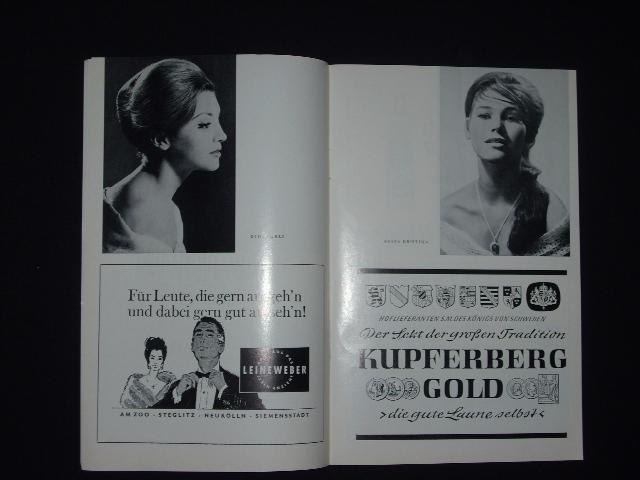 Für Leute, die gern ausgeh'n
und dabei gern gut ausseh'n!
LEINEWEBER
AM ZOO - STEGLITZ - NEUKÖLLN - SIEMENSSTADT
HOFLIEFERANTEN S.M. DES KÖNIGS VON SCHWEDEN
Der Sekt der großen Tradition
KUPFERBERG
GOLD
>die gute Laune selbst<